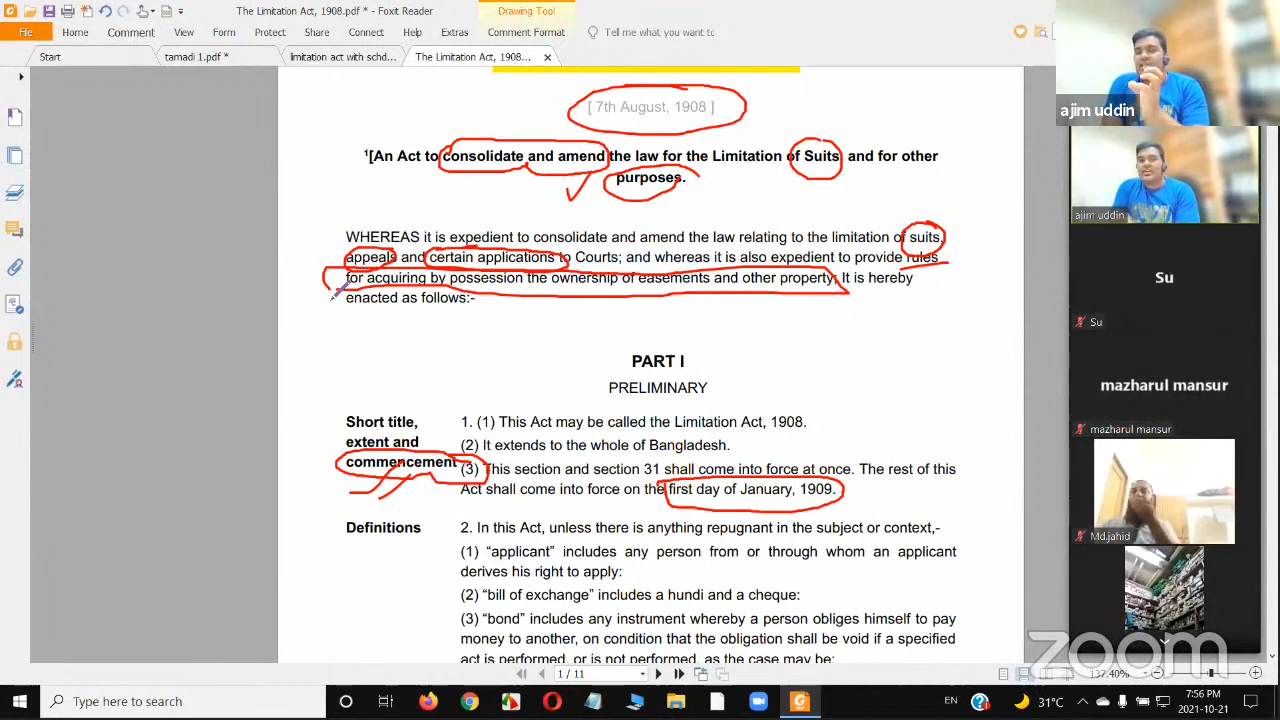 The Limitation Act, 1908.pdf * - Foxit Reader
Drawing Tool
File Home Comment View Form Protect Share Connect Help Extras Comment Format Tell me what you want to
Start tamadi 1.pdf * limitation act with schd... The Limitation Act, 1908...
[ 7th August, 1908 ]
1[An Act to consolidate and amend the law for the Limitation of Suits, and for other
purposes.
WHEREAS it is expedient to consolidate and amend the law relating to the limitation of suits,
appeals and certain applications to Courts; and whereas it is also expedient to provide rules
for acquiring by possession the ownership of easements and other property; It is hereby
enacted as follows:-
PART I
PRELIMINARY
Short title,
extent and
commencement
1. (1) This Act may be called the Limitation Act, 1908.
(2) It extends to the whole of Bangladesh.
(3) This section and section 31 shall come into force at once. The rest of this
Act shall come into force on the first day of January, 1909.
Definitions
2. In this Act, unless there is anything repugnant in the subject or context,-
(1) “applicant” includes any person from or through whom an applicant
derives his right to apply:
(2) “bill of exchange” includes a hundi and a cheque:
(3) “bond” includes any instrument whereby a person obliges himself to pay
money to another, on condition that the obligation shall be void if a specified
act is performed, or is not performed, as the case may be:
ajim uddin
ajim uddin
Su
Su
mazharul mansur
mazharul mansur
Md.jahid
zoom
1 / 11
137.40%
Type here to search
31°C
EN
7:56 PM
2021-10-21